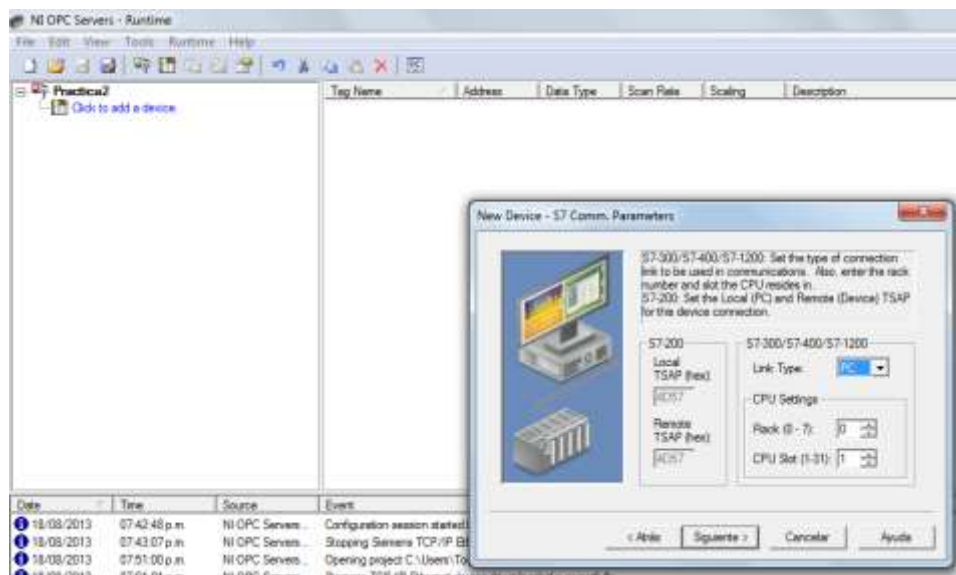 NI OPC Servers - Runtime
File Edit View Tools Runtime Help
Practica2
Click to add a device.
Tag Name Address Data Type Scan Rate Scaling Description
New Device - S7 Comm. Parameters
S7-300/S7-400/S7-1200: Set the type of connection
link to be used in communications. Also, enter the rack
number and slot the CPU resides in.
S7-200: Set the Local (PC) and Remote (Device) TSAP
for this device connection.
S7-200
Local
TSAP (hex):
4D57
Remote
TSAP (hex):
4D57
S7-300/S7-400/S7-1200
Link Type: PC
CPU Settings
Rack (0 - 7): 0
CPU Slot (1-31): 1
< Atrás Siguiente > Cancelar Ayuda
Date Time Source Event
18/08/2013 07:42:48 p.m. NI OPC Servers... Configuration session started
18/08/2013 07:43:07 p.m. NI OPC Servers... Stopping Siemens TCP/IP Et
18/08/2013 07:51:00 p.m. NI OPC Servers... Opening project C:\Users\To